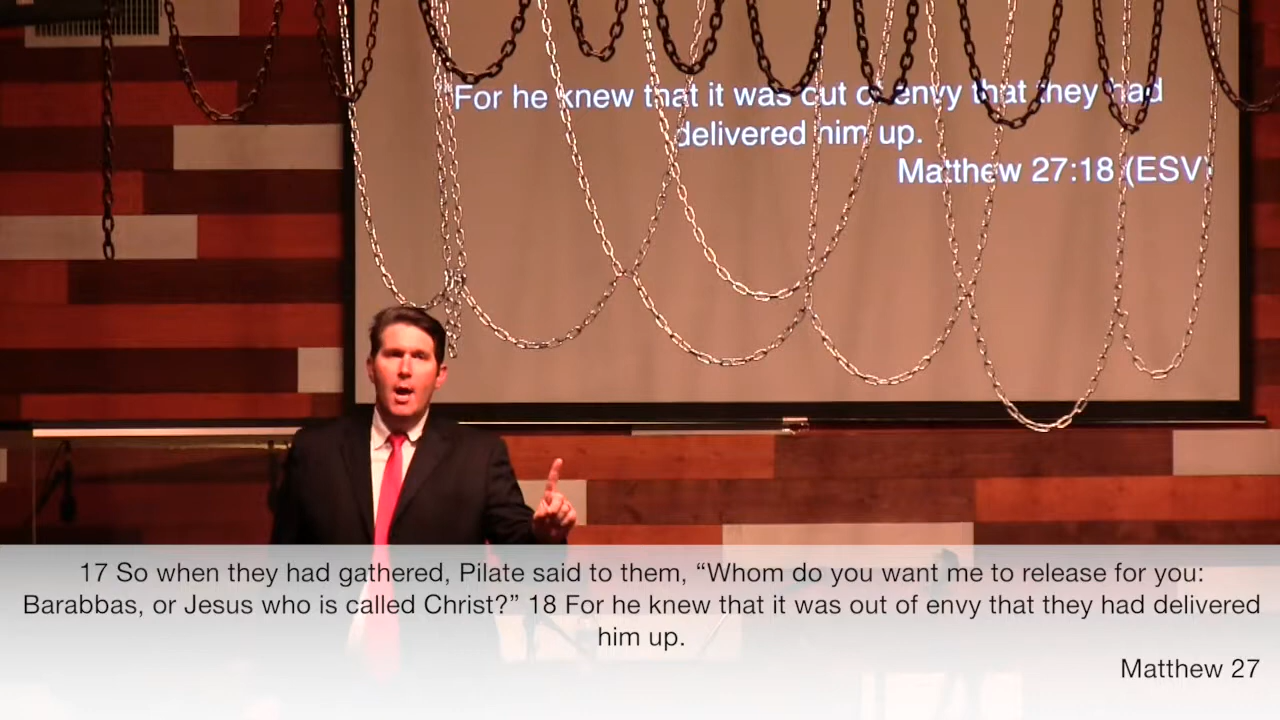 "For he knew that it was out of envy that they had
delivered him up.
Matthew 27:18 (ESV)
17 So when they had gathered, Pilate said to them, “Whom do you want me to release for you:
Barabbas, or Jesus who is called Christ?” 18 For he knew that it was out of envy that they had delivered
him up.
Matthew 27